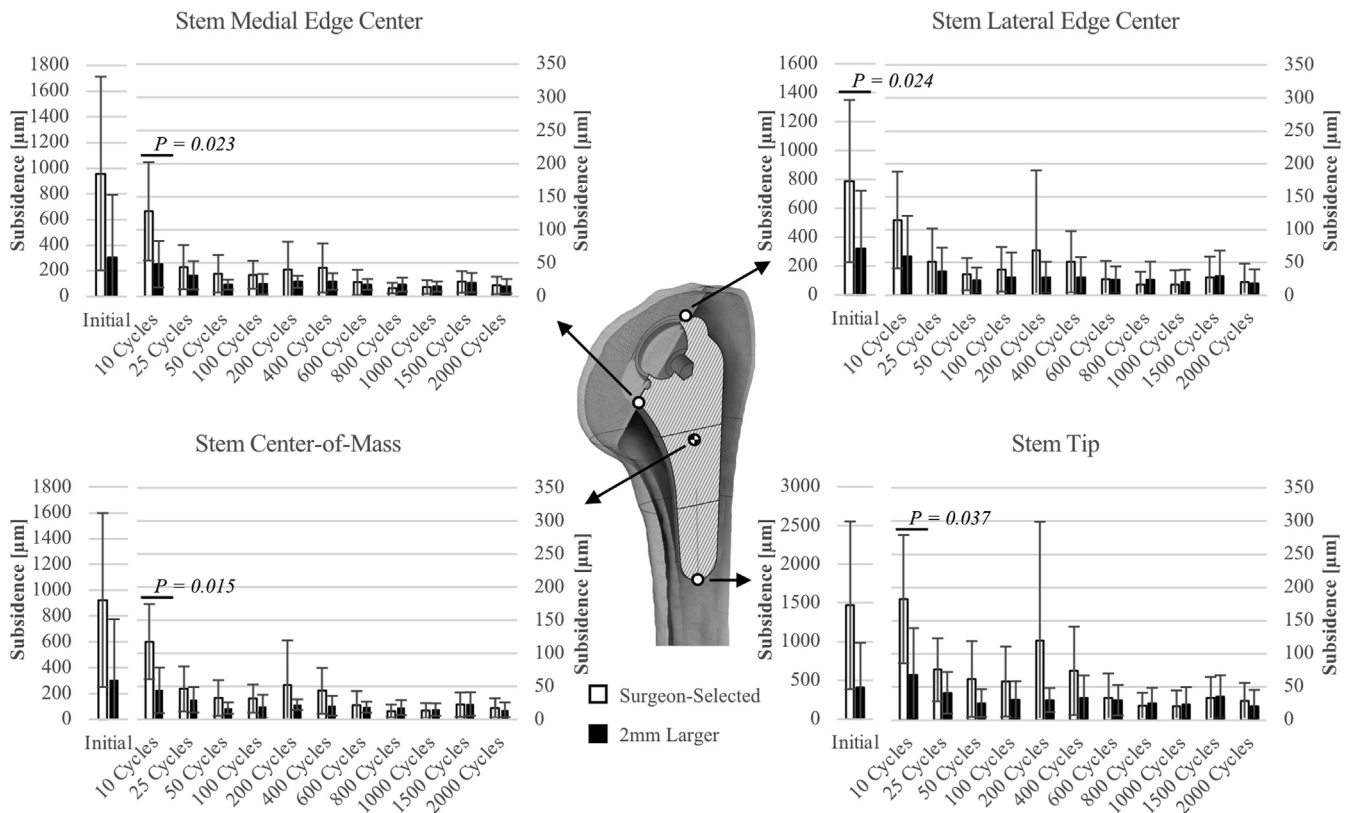 Stem Medial Edge Center
Subsidence [µm]
1800
1600
1400
1200
1000
800
600
400
200
0
P = 0.023
350
300
250
200
150
100
50
0
Subsidence [µm]
Initial
10 Cycles
25 Cycles
50 Cycles
100 Cycles
200 Cycles
400 Cycles
600 Cycles
800 Cycles
1000 Cycles
1500 Cycles
2000 Cycles
Stem Lateral Edge Center
Subsidence [µm]
1600
1400
1200
1000
800
600
400
200
0
P = 0.024
350
300
250
200
150
100
50
0
Subsidence [µm]
Initial
10 Cycles
25 Cycles
50 Cycles
100 Cycles
200 Cycles
400 Cycles
600 Cycles
800 Cycles
1000 Cycles
1500 Cycles
2000 Cycles
Stem Center-of-Mass
Subsidence [µm]
1800
1600
1400
1200
1000
800
600
400
200
0
P = 0.015
350
300
250
200
150
100
50
0
Subsidence [µm]
Initial
10 Cycles
25 Cycles
50 Cycles
100 Cycles
200 Cycles
400 Cycles
600 Cycles
800 Cycles
1000 Cycles
1500 Cycles
2000 Cycles
Surgeon-Selected
2mm Larger
Stem Tip
Subsidence [µm]
3000
2500
2000
1500
1000
500
0
P = 0.037
350
300
250
200
150
100
50
0
Subsidence [µm]
Initial
10 Cycles
25 Cycles
50 Cycles
100 Cycles
200 Cycles
400 Cycles
600 Cycles
800 Cycles
1000 Cycles
1500 Cycles
2000 Cycles